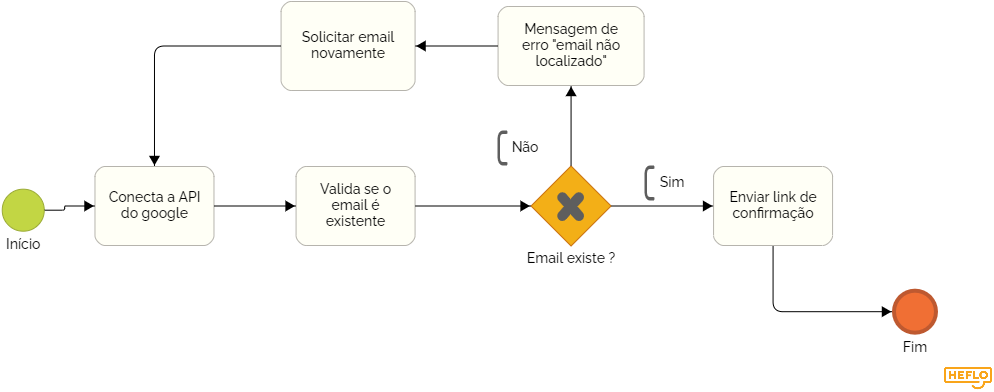 Solicitar email
novamente
Mensagem de
erro "email não
localizado"
Não
Sim
Início
Conecta a API
do google
Valida se o
email é
existente
Email existe ?
Enviar link de
confirmação
Fim
HEFLO